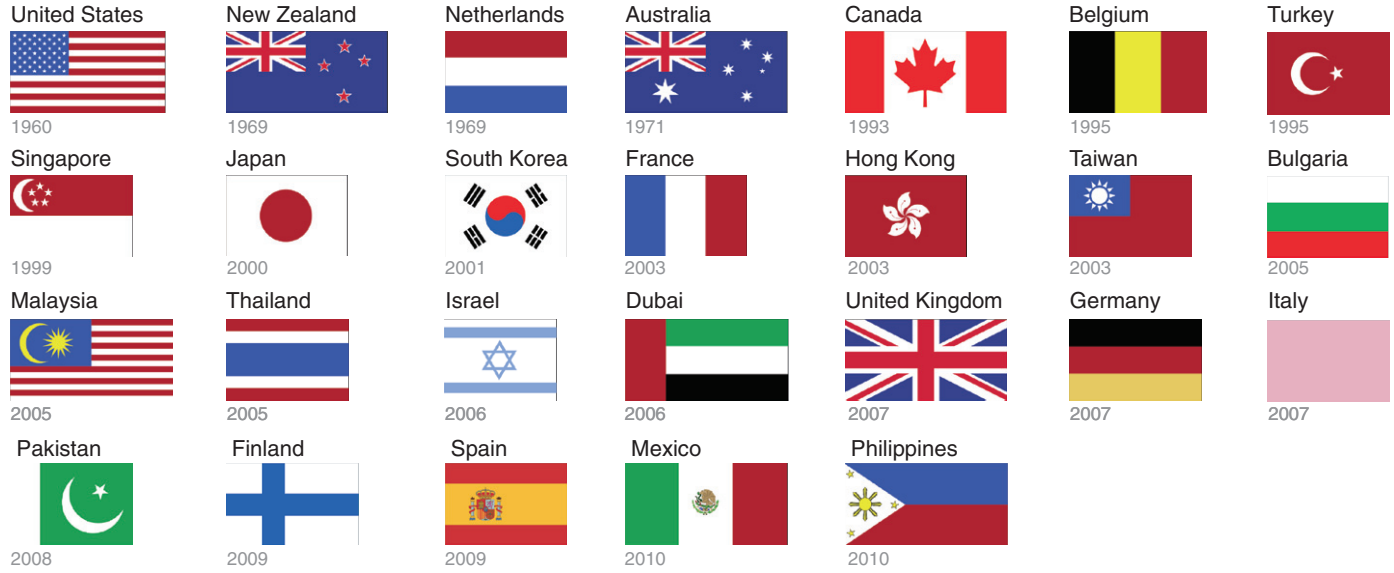 United States
New Zealand
Netherlands
Australia
Canada
Belgium
Turkey
1960
1969
1969
1971
1993
1995
1995
Singapore
Japan
South Korea
France
Hong Kong
Taiwan
Bulgaria
1999
2000
2001
2003
2003
2003
2005
Malaysia
Thailand
Israel
Dubai
United Kingdom
Germany
Italy
2005
2005
2006
2006
2007
2007
2007
Pakistan
Finland
Spain
Mexico
Philippines
2008
2009
2009
2010
2010